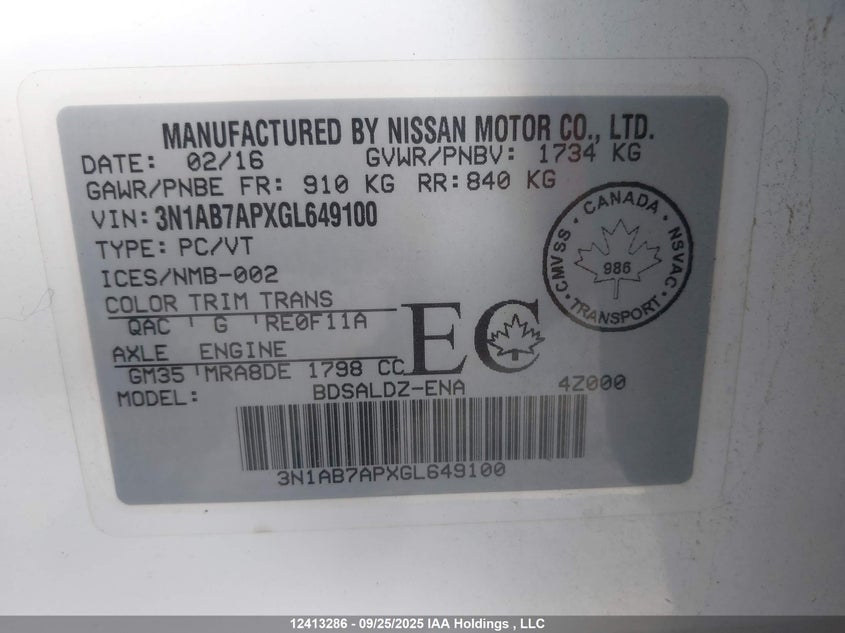 MANUFACTURED BY NISSAN MOTOR CO., LTD.
DATE: 02/16 GVWR/PNBV: 1734 KG
GAWR/PNBE FR: 910 KG RR:840 KG
VIN: 3N1AB7APXGL649100
TYPE: PC/VT
ICES/NMB-002
COLOR TRIM TRANS
QAC G RE0F11A
AXLE ENGINE
GM35 MRA8DE 1798 CC
EC
MODEL: BDSALDZ-ENA 4Z000
3N1AB7APXGL649100
CANADA
CMVSS NSVAC
986
TRANSPORT
12413286 - 09/25/2025 IAA Holdings , LLC